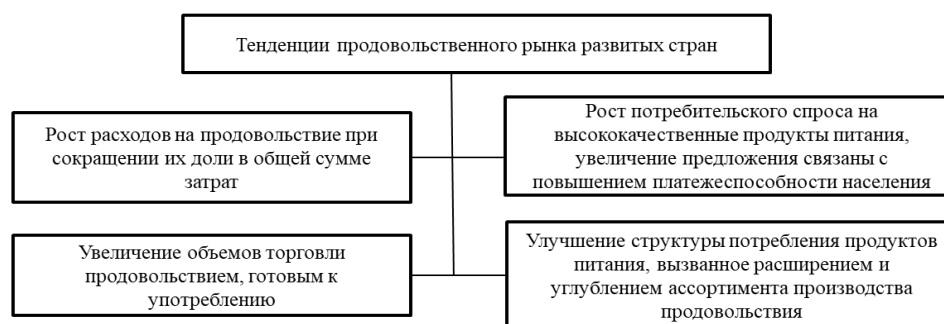 Тенденции продовольственного рынка развитых стран
Рост расходов на продовольствие при
сокращении их доли в общей сумме
затрат
Рост потребительского спроса на
высококачественные продукты питания,
увеличение предложения связаны с
повышением платежеспособности населения
Увеличение объемов торговли
продовольствием, готовым к
употреблению
Улучшение структуры потребления продуктов
питания, вызванное расширением и
углублением ассортимента производства
продовольствия